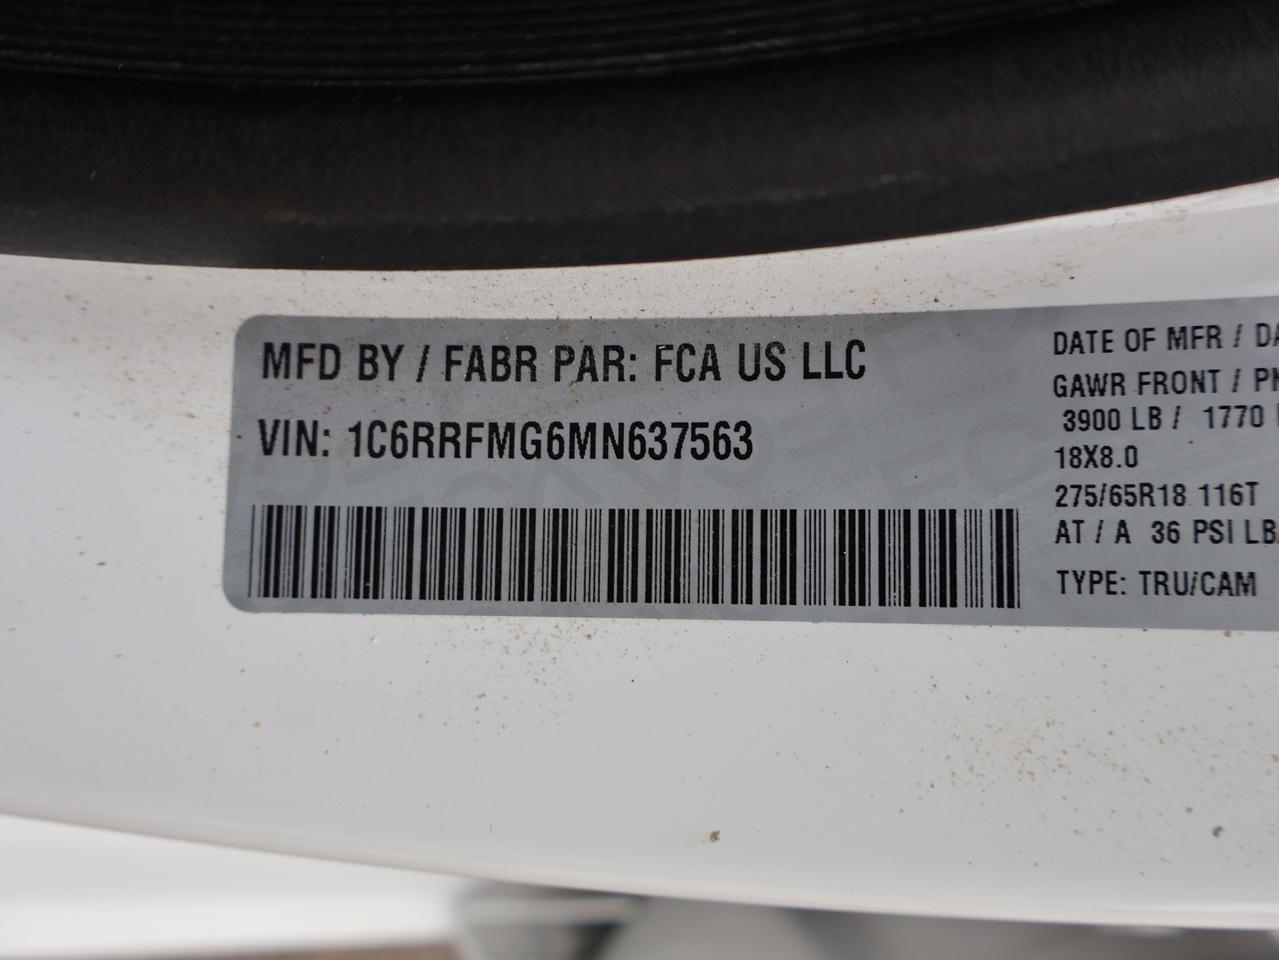 MFD BY / FABR PAR: FCA US LLC
VIN: 1C6RRFMG6MN637563
DATE OF MFR /
GAWR FRONT /
3900 LB / 1770
18X8.0
275/65R18 116T
AT / A 36 PSI
TYPE: TRU/CAM